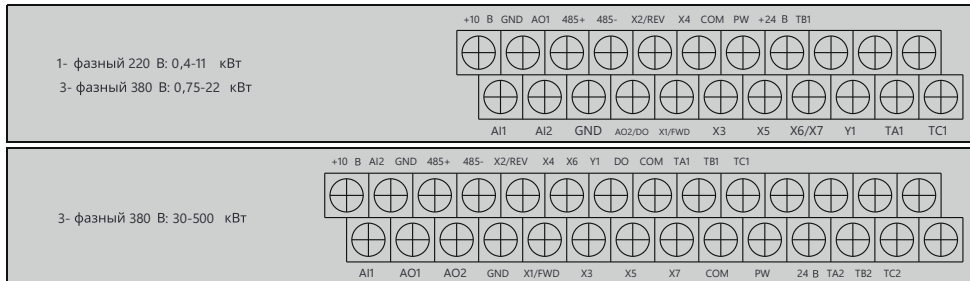 +10 В GND AO1 485+ 485- X2/REV X4 COM PW +24 В TB1
1- фазный 220 В: 0,4-11 кВт
3- фазный 380 В: 0,75-22 кВт
AI1 AI2 GND AO2/DO X1/FWD X3 X5 X6/X7 Y1 TA1 TC1
+10 В AI2 GND 485+ 485- X2/REV X4 X6 Y1 DO COM TA1 TB1 TC1
3- фазный 380 В: 30-500 кВт
AI1 AO1 AO2 GND X1/FWD X3 X5 X7 COM PW 24 В TA2 TB2 TC2